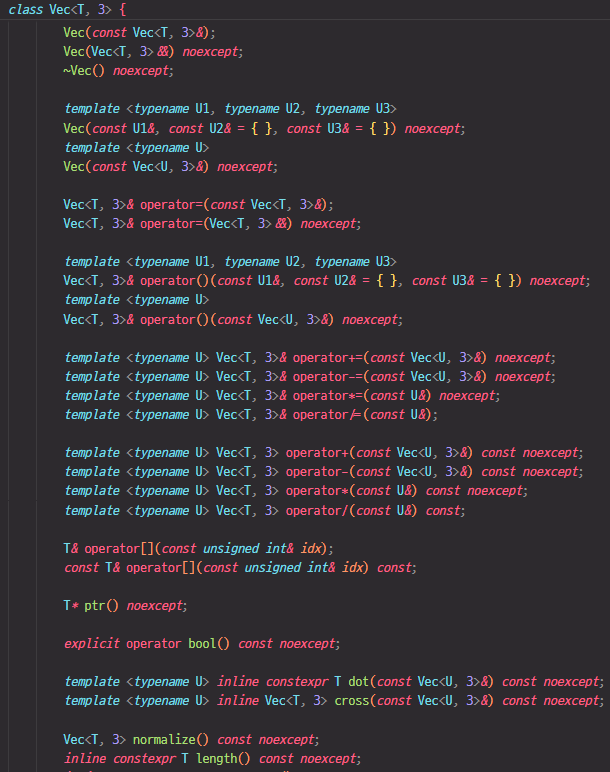 class Vec<T, 3> {
Vec(const Vec<T, 3>&);
Vec(Vec<T, 3>&&) noexcept;
~Vec() noexcept;
template <typename U1, typename U2, typename U3>
Vec(const U1&, const U2& = { }, const U3& = { }) noexcept;
template <typename U>
Vec(const Vec<U, 3>&) noexcept;
Vec<T, 3>& operator=(const Vec<T, 3>&);
Vec<T, 3>& operator=(Vec<T, 3>&&) noexcept;
template <typename U1, typename U2, typename U3>
Vec<T, 3>& operator()(const U1&, const U2& = { }, const U3& = { }) noexcept;
template <typename U>
Vec<T, 3>& operator()(const Vec<U, 3>&) noexcept;
template <typename U> Vec<T, 3>& operator+=(const Vec<U, 3>&) noexcept;
template <typename U> Vec<T, 3>& operator-=(const Vec<U, 3>&) noexcept;
template <typename U> Vec<T, 3>& operator*=(const U&) noexcept;
template <typename U> Vec<T, 3>& operator/=(const U&);
template <typename U> Vec<T, 3> operator+(const Vec<U, 3>&) const noexcept;
template <typename U> Vec<T, 3> operator-(const Vec<U, 3>&) const noexcept;
template <typename U> Vec<T, 3> operator*(const U&) const noexcept;
template <typename U> Vec<T, 3> operator/(const U&) const;
T& operator[](const unsigned int& idx);
const T& operator[](const unsigned int& idx) const;
T* ptr() noexcept;
explicit operator bool() const noexcept;
template <typename U> inline constexpr T dot(const Vec<U, 3>&) const noexcept;
template <typename U> inline Vec<T, 3> cross(const Vec<U, 3>&) const noexcept;
Vec<T, 3> normalize() const noexcept;
inline constexpr T length() const noexcept;